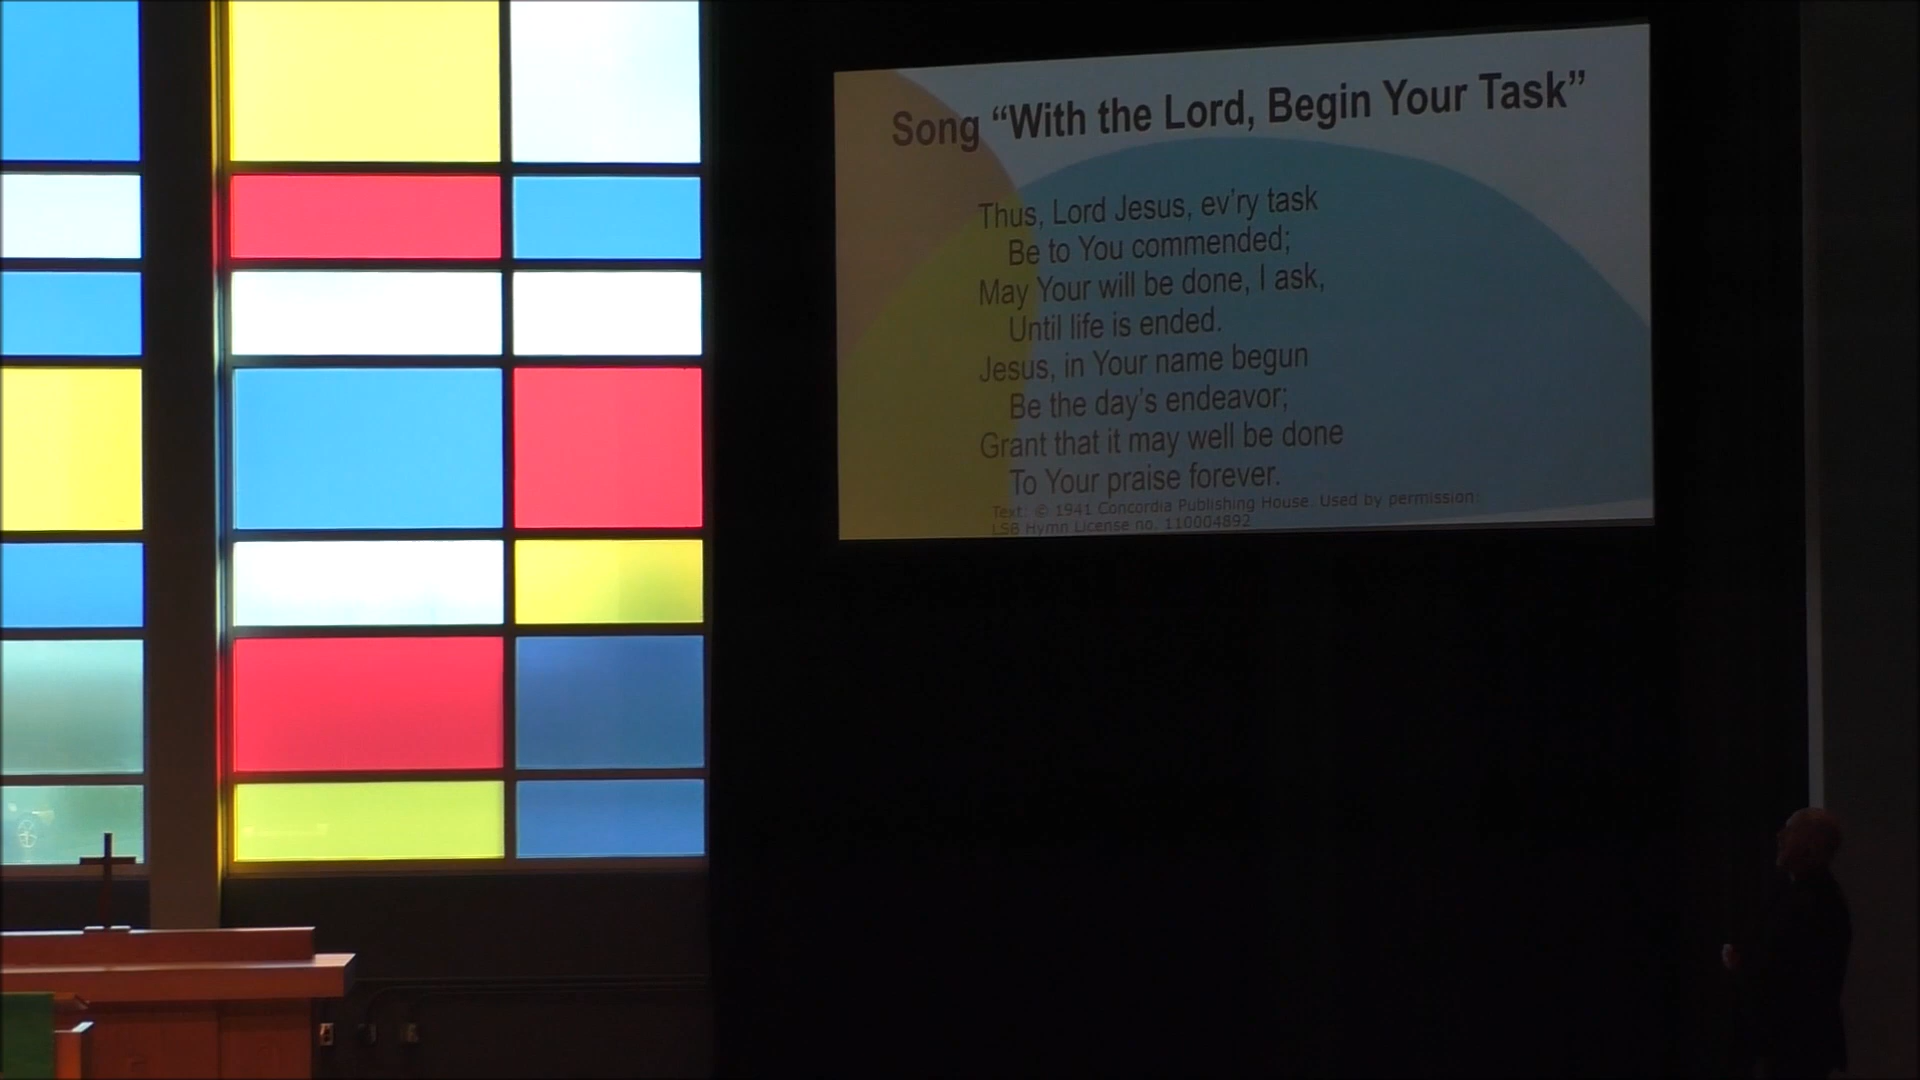 Song “With the Lord, Begin Your Task”
Thus, Lord Jesus, ev’ry task
Be to You commended;
May Your will be done, I ask,
Until life is ended.
Jesus, in Your name begun
Be the day’s endeavor;
Grant that it may well be done
To Your praise forever.
Text: © 1941 Concordia Publishing House. Used by permission:
LSB Hymn License no. 110004892